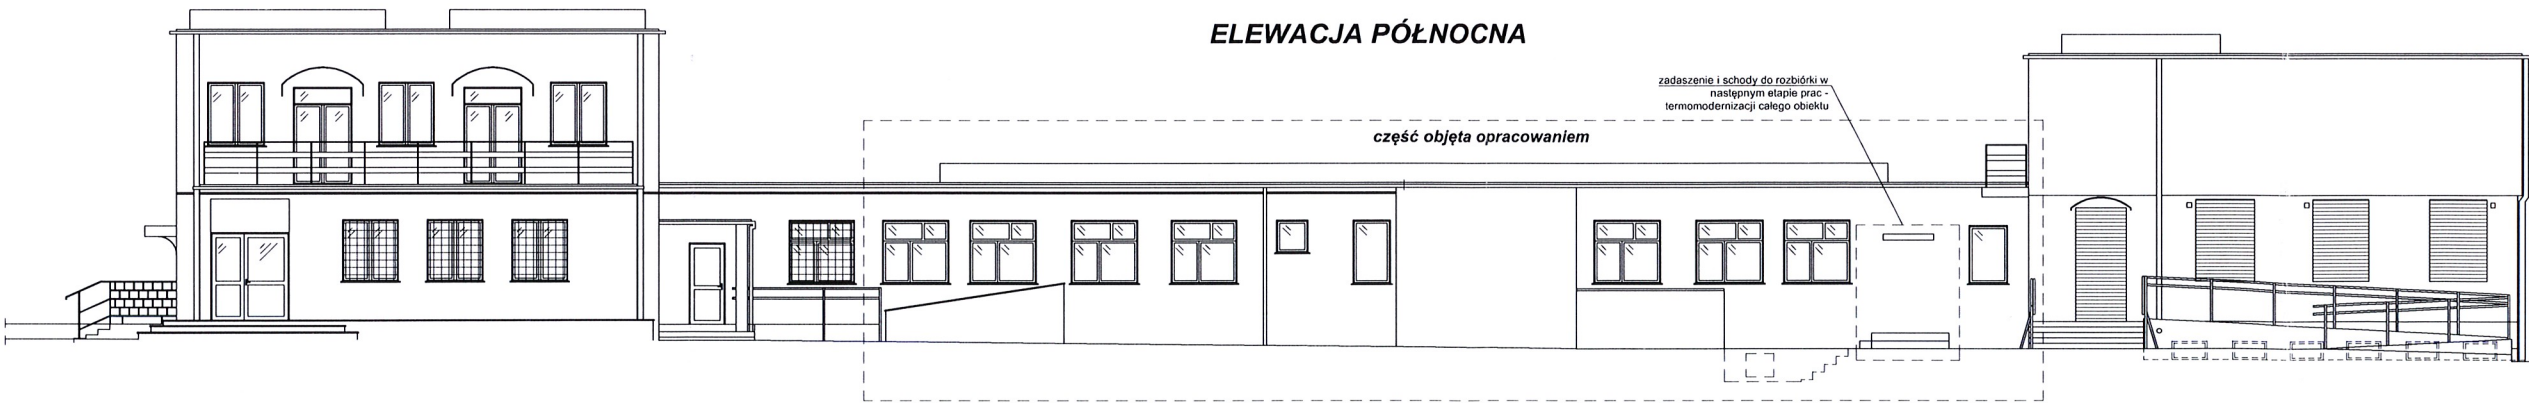 ELEWACJA PÓŁNOCNA
zadaszenie i schody do rozbiórki w
następnym etapie prac -
termomodernizacji całego obiektu
część objęta opracowaniem